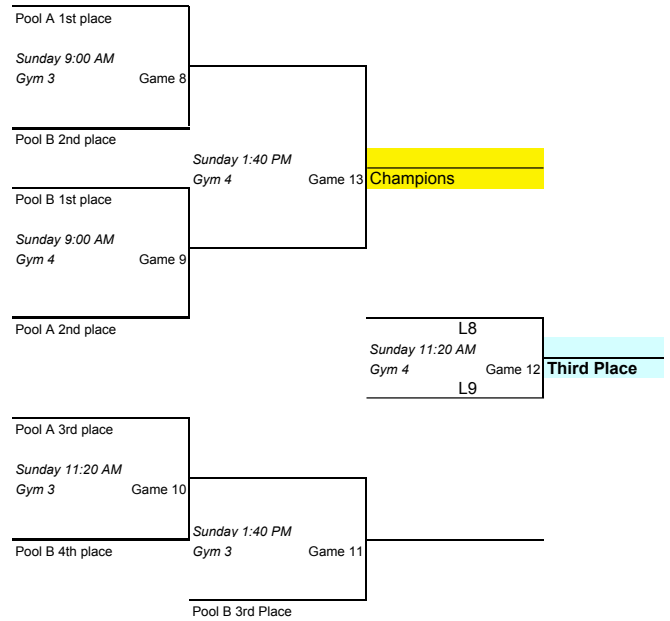 Pool A 1st place
Sunday 9:00 AM
Gym 3 Game 8
Pool B 2nd place
Sunday 1:40 PM
Gym 4 Game 13 Champions
Pool B 1st place
Sunday 9:00 AM
Gym 4 Game 9
Pool A 2nd place
L8
Sunday 11:20 AM
Gym 4 Game 12 Third Place
L9
Pool A 3rd place
Sunday 11:20 AM
Gym 3 Game 10
Sunday 1:40 PM
Pool B 4th place
Gym 3 Game 11
Pool B 3rd Place